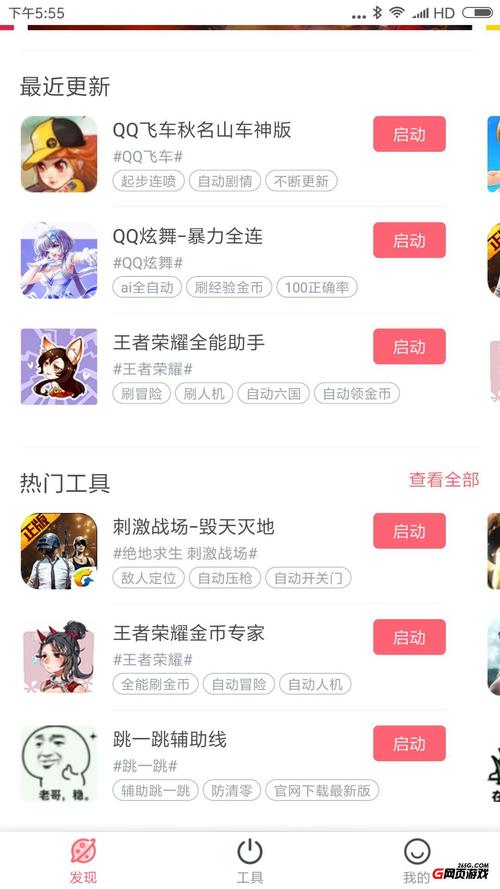 下午5:55
HD
最近更新
QQ飞车秋名山车神版
启动
#QQ飞车#
起步连喷 自动剧情 不断更新
QQ炫舞-暴力全连
启动
#QQ炫舞#
ai全自动 刷经验金币 100正确率
王者荣耀全能助手
启动
#王者荣耀#
刷冒险 刷人机 自动六国 自动领金币
热门工具
查看全部
正版
刺激战场-毁天灭地
启动
#绝地求生 刺激战场#
敌人定位 自动压枪 自动开关门
王者荣耀金币专家
启动
#王者荣耀#
全能刷金币 自动冒险 自动人机
跳一跳辅助线
启动
#跳一跳#
辅助跳一跳 防清零 官网下载最新版
老哥，稳。
在
发现
工具
我的
265G.COM
G网页游戏